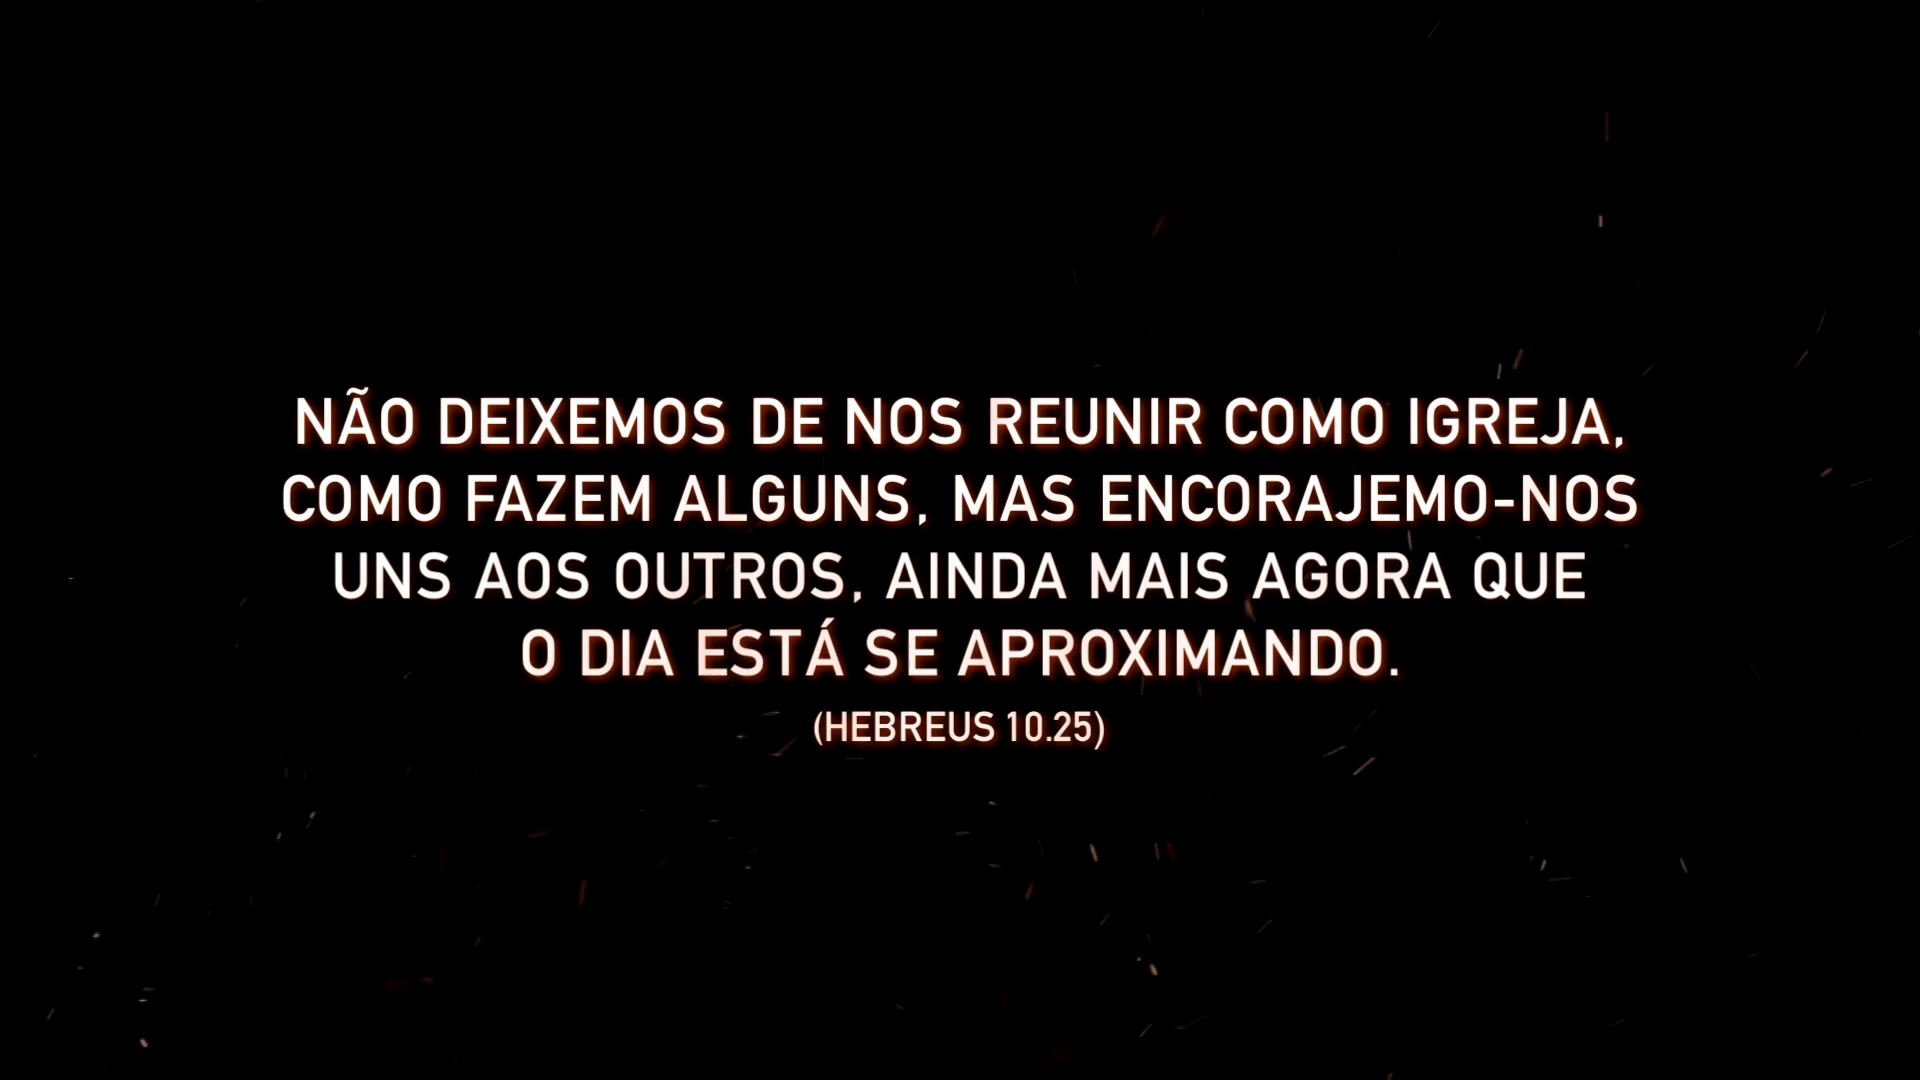 NÃO DEIXEMOS DE NOS REUNIR COMO IGREJA,
COMO FAZEM ALGUNS, MAS ENCORAJEMO-NOS
UNS AOS OUTROS, AINDA MAIS AGORA QUE
O DIA ESTÁ SE APROXIMANDO.
(HEBREUS 10.25)